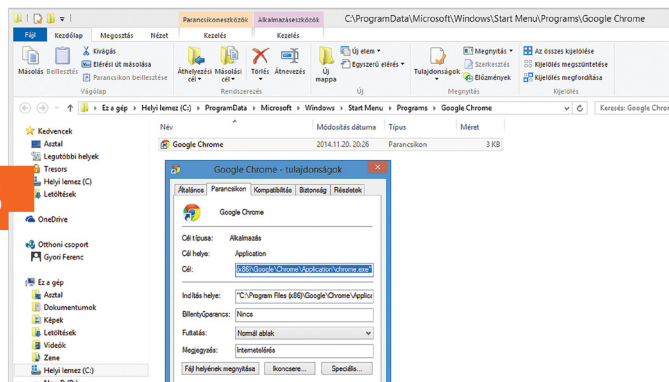 Parancsikoneszközök Alkalmazáseszközök C:\ProgramData\Microsoft\Windows\Start Menu\Programs\Google Chrome
Fájl Kezdőlap Megosztás Nézet Kezelés Kezelés
Másolás Beillesztés
Kivágás
Elérési út másolása
Parancsikon beillesztése
Vágólap
Áthelyezési cél Másolási cél Törlés Átnevezés
Rendszerezés
Új mappa
Új elem
Egyszerű elérés
Új
Tulajdonságok
Megnyitás
Szerkesztés
Előzmények
Megnyitás
Az összes kijelölése
Kijelölés megszüntetése
Kijelölés megfordítása
Kijelölés
Ez a gép Helyi lemez (C:) ProgramData Microsoft Windows Start Menu Programs Google Chrome
Keresés: Google Chro
Név Módosítás dátuma Típus Méret
Google Chrome 2014.11.20. 20:26 Parancsikon 3 KB
Kedvencek
Asztal
Legutóbbi helyek
Tresors
Helyi lemez (C)
Letöltések
OneDrive
Otthoni csoport
Gyori Ferenc
Ez a gép
Asztal
Dokumentumok
Képek
Letöltések
Videók
Zene
Helyi lemez (C:)
Google Chrome - tulajdonságok
Általános Parancsikon Kompatibilitás Biztonság Részletek
Google Chrome
Cél típusa: Alkalmazás
Cél helye: Application
Cél: (x86)\Google\Chrome\Application\chrome.exe"
Indítás helye: "C:\Program Files (x86)\Google\Chrome\Applica
Billentyűparancs: Nincs
Futtatás: Normál ablak
Megjegyzés: Internetelérés
Fájl helyének megnyitása Ikoncsere... Speciális...